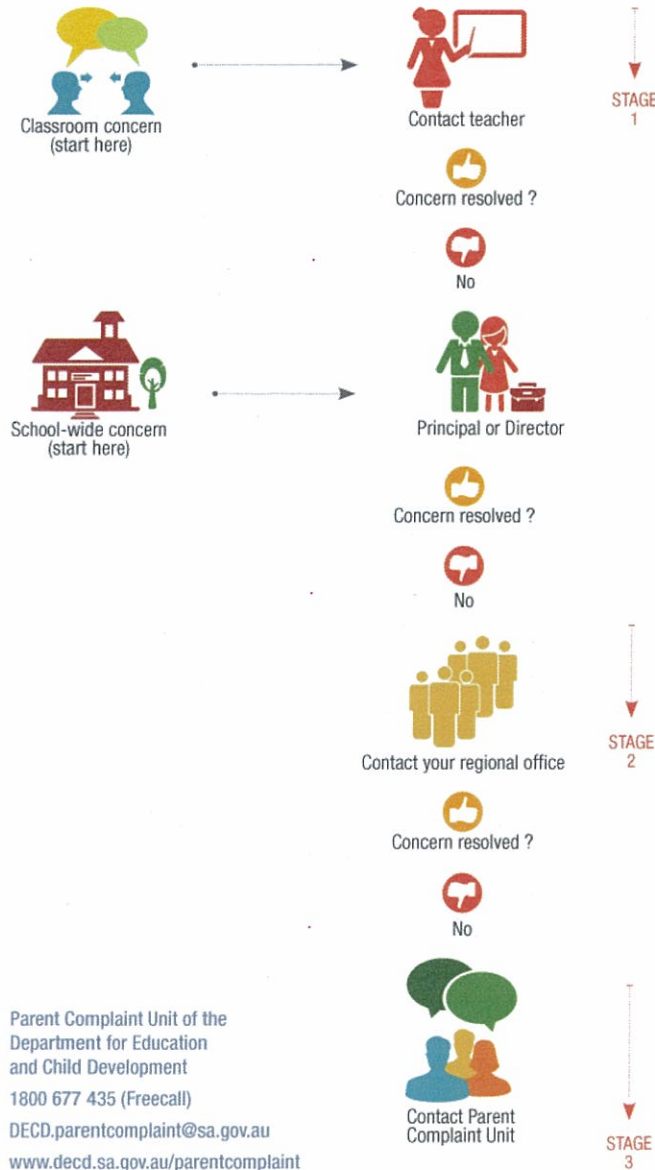 Classroom concern
(start here)
Contact teacher
STAGE
1
Concern resolved ?
No
School-wide concern
(start here)
Principal or Director
Concern resolved ?
No
Contact your regional office
STAGE
2
Concern resolved ?
No
Parent Complaint Unit of the
Department for Education
and Child Development
1800 677 435 (Freecall)
DECD.parentcomplaint@sa.gov.au
www.decd.sa.gov.au/parentcomplaint
Contact Parent
Complaint Unit
STAGE
3